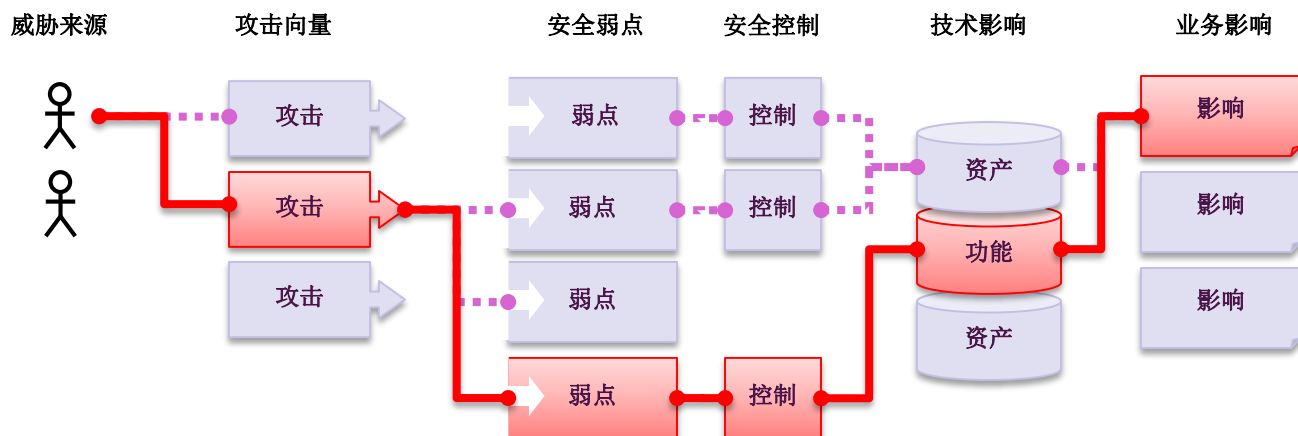 威胁来源 攻击向量 安全弱点 安全控制 技术影响 业务影响
攻击 弱点 控制 影响
资产
攻击 弱点 控制 影响
功能
攻击 弱点 影响
资产
弱点 控制